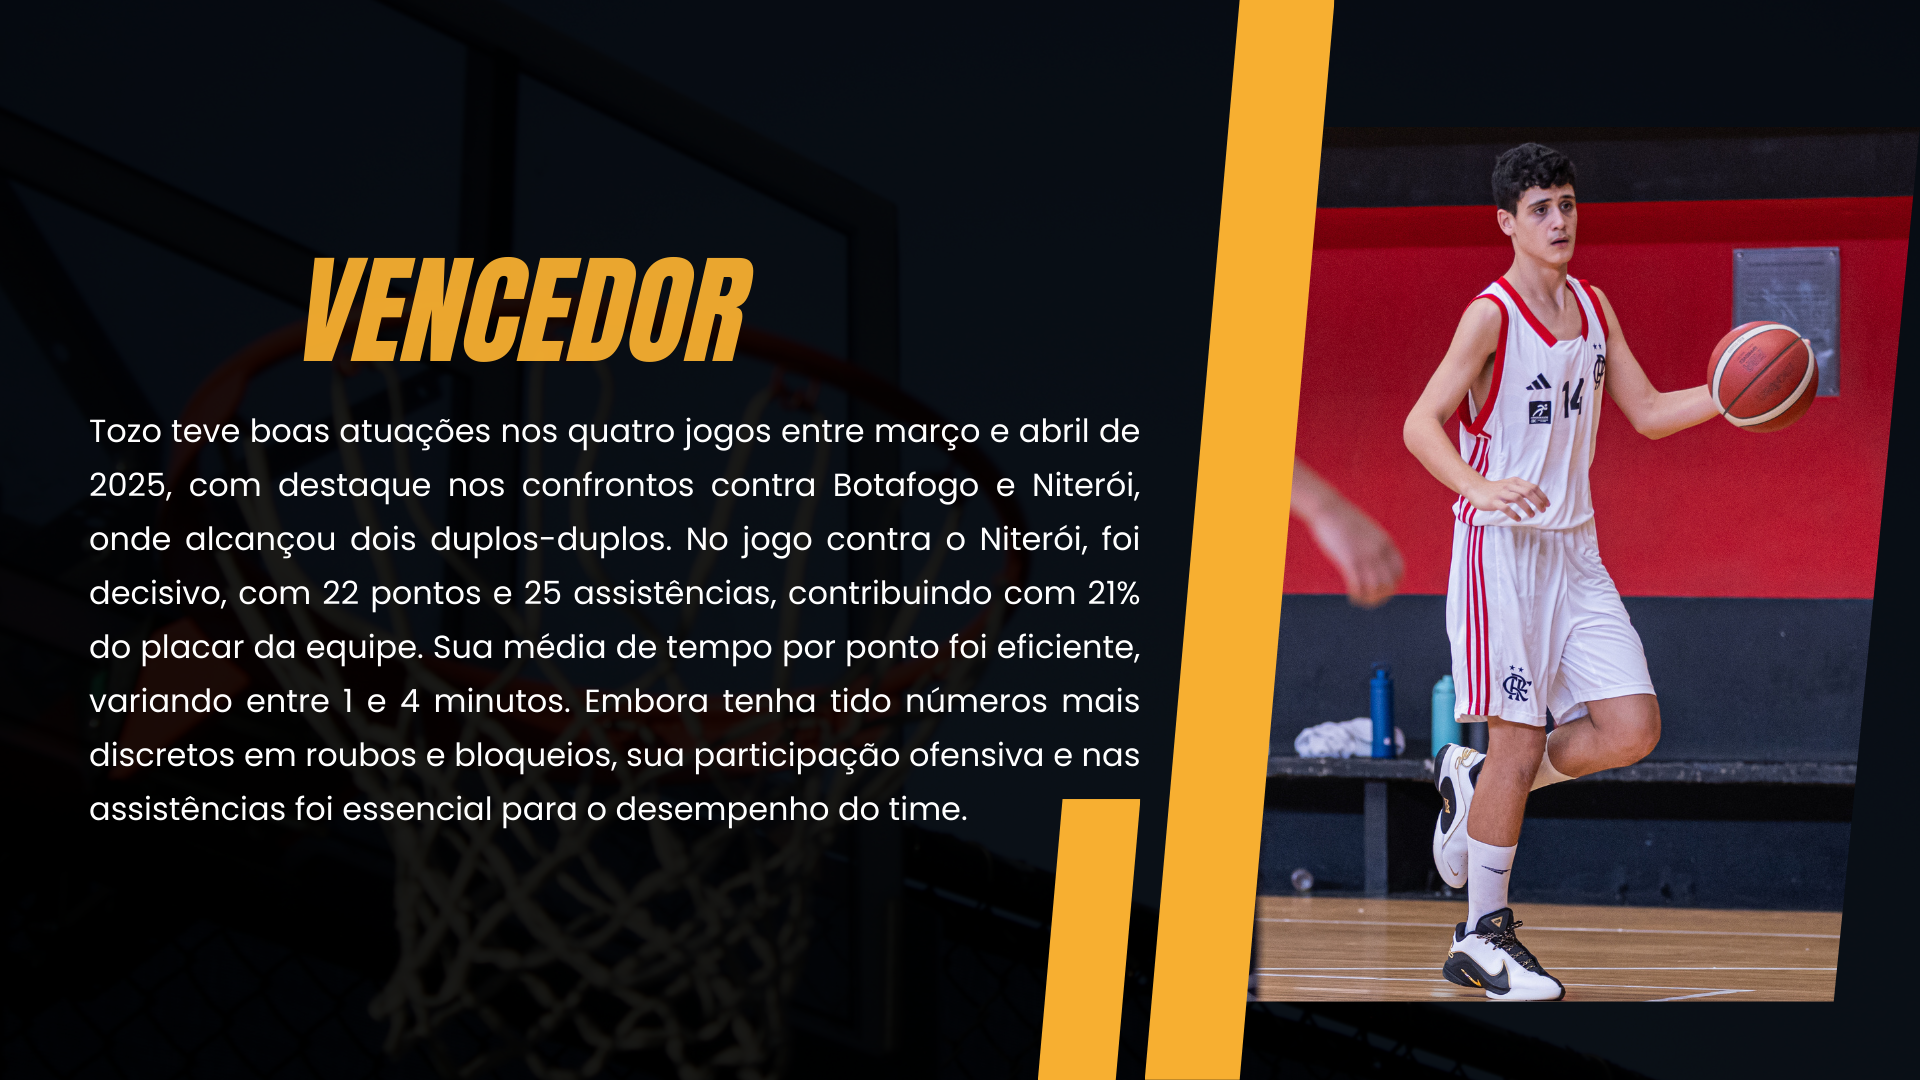 VENCEDOR
Tozo teve boas atuações nos quatro jogos entre março e abril de
2025, com destaque nos confrontos contra Botafogo e Niterói,
onde alcançou dois duplos-duplos. No jogo contra o Niterói, foi
decisivo, com 22 pontos e 25 assistências, contribuindo com 21%
do placar da equipe. Sua média de tempo por ponto foi eficiente,
variando entre 1 e 4 minutos. Embora tenha tido números mais
discretos em roubos e bloqueios, sua participação ofensiva e nas
assistências foi essencial para o desempenho do time.
14